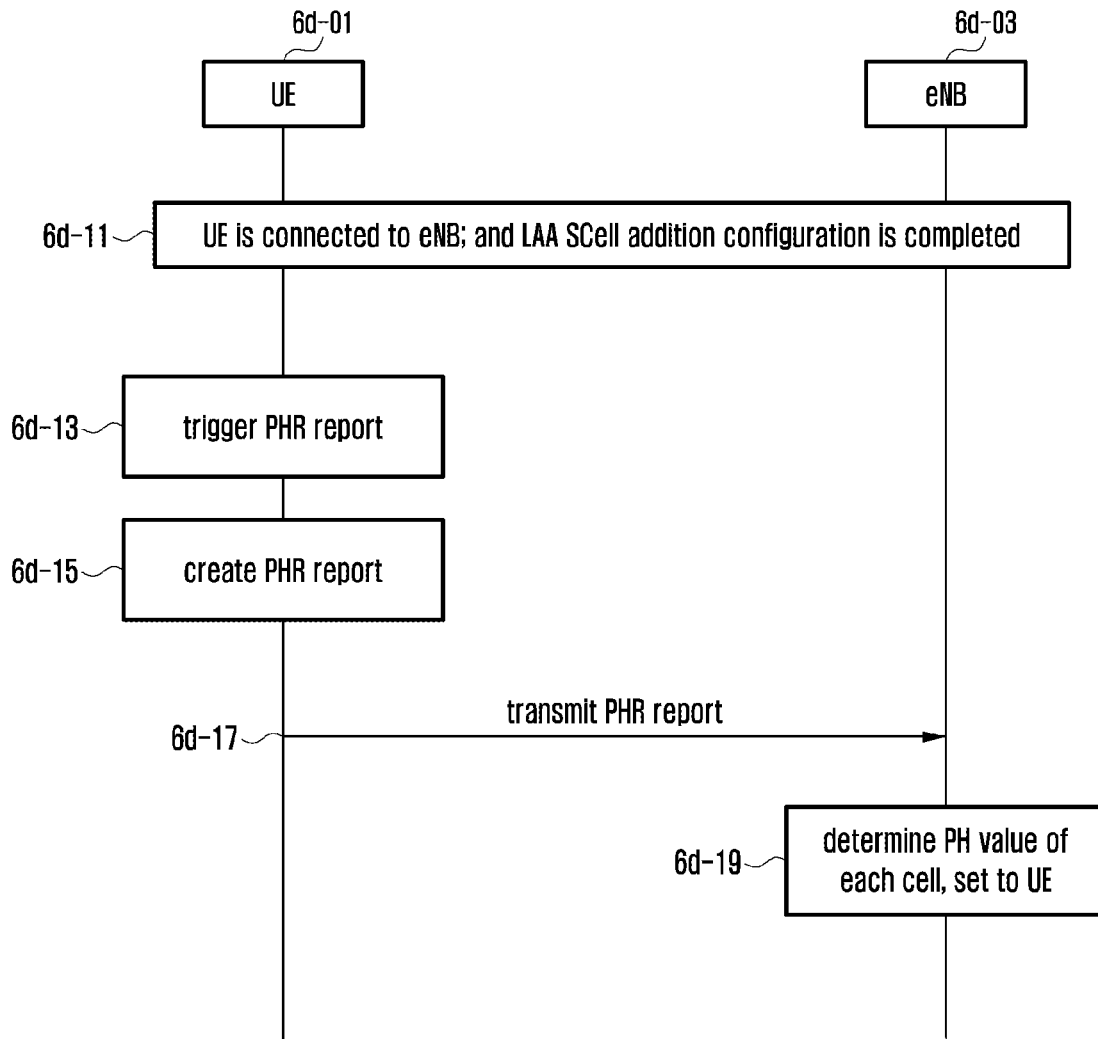 6d-01
6d-03
UE
eNB
6d-11
UE is connected to eNB; and LAA SCell addition configuration is completed
6d-13
trigger PHR report
6d-15
create PHR report
transmit PHR report
6d-17
determine PH value of
each cell, set to UE
6d-19